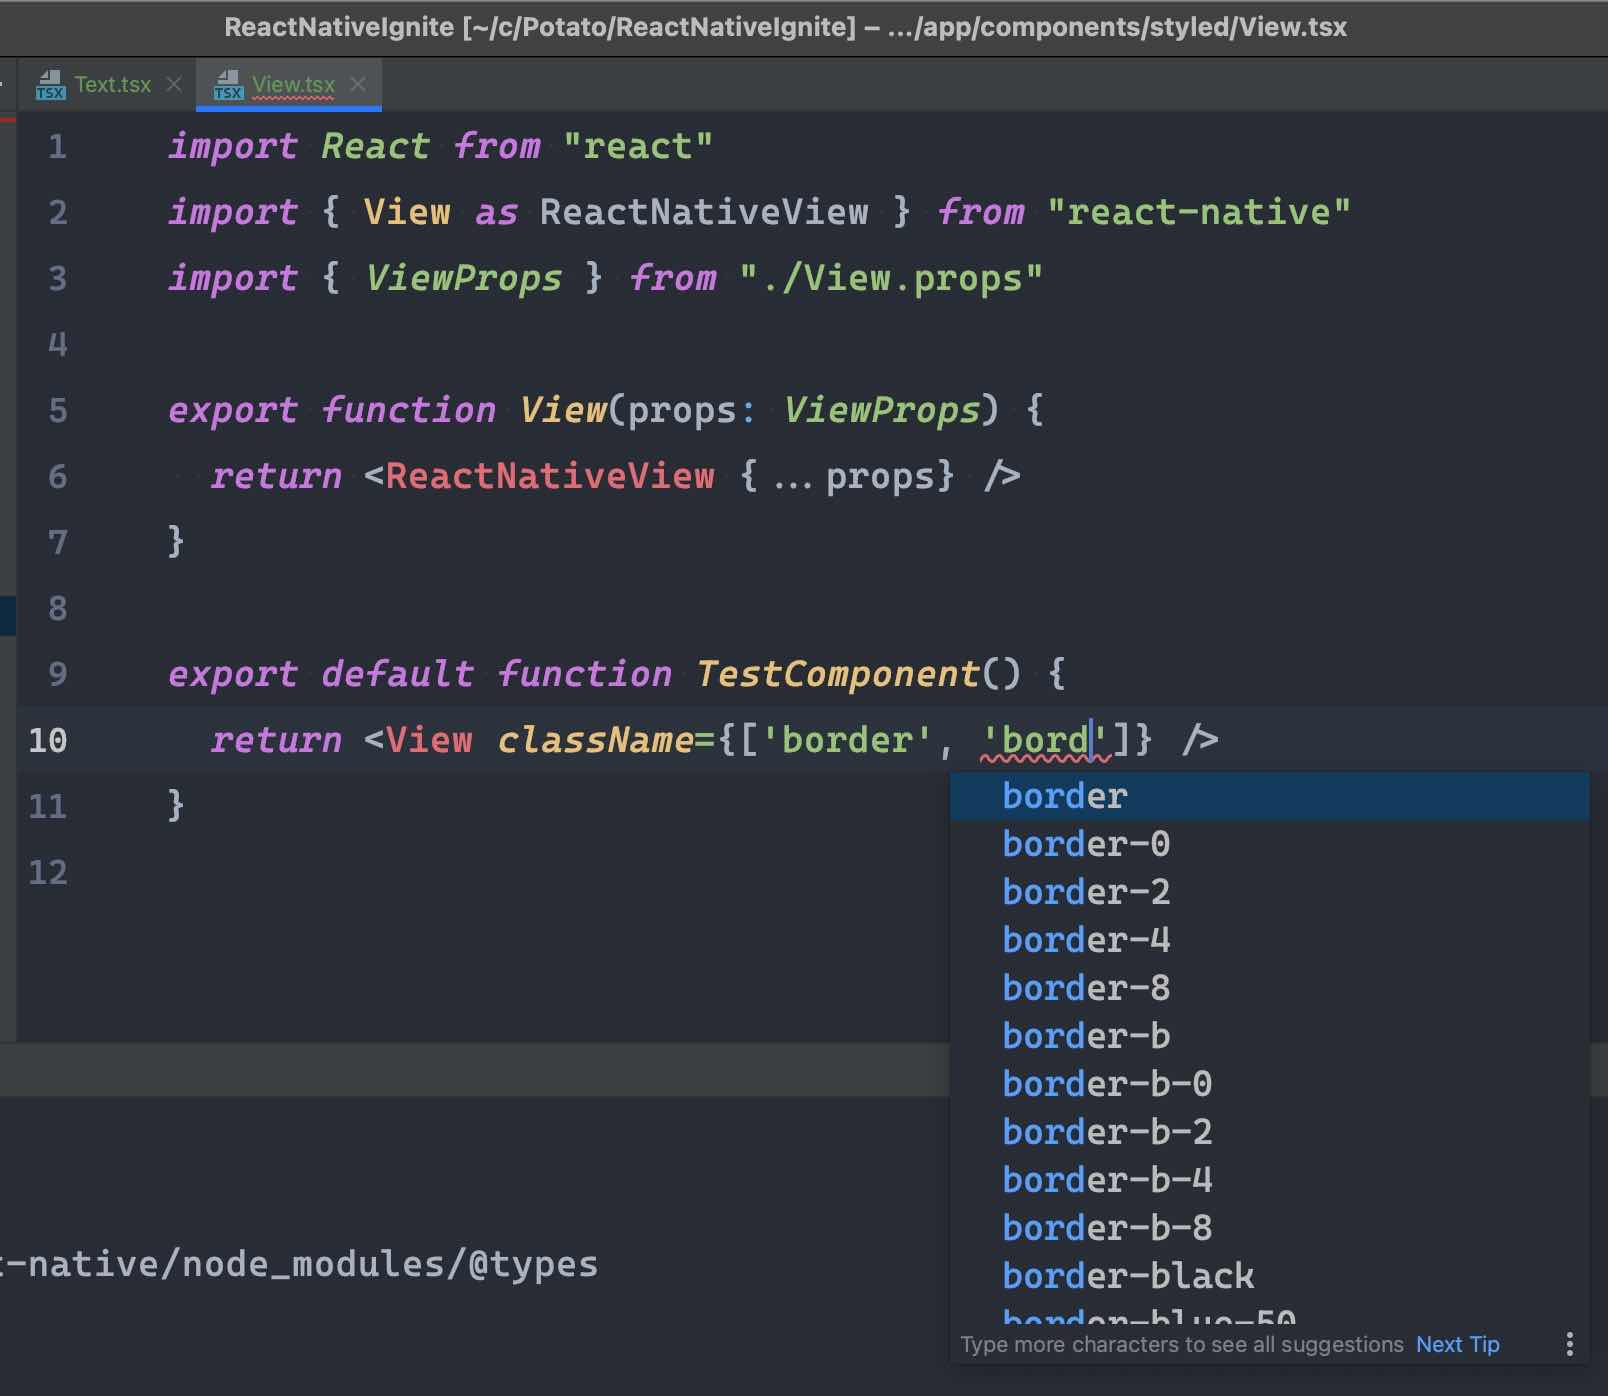 ReactNativeIgnite [~/c/Potato/ReactNativeIgnite] – .../app/components/styled/View.tsx
TSX Text.tsx TSX View.tsx
1 import React from "react"
2 import { View as ReactNativeView } from "react-native"
3 import { ViewProps } from "./View.props"
4
5 export function View(props: ViewProps) {
6 return <ReactNativeView {...props} />
7 }
8
9 export default function TestComponent() {
10 return <View className={['border', 'bord']} />
11 }
12
border
border-0
border-2
border-4
border-8
border-b
border-b-0
border-b-2
border-b-4
border-b-8
border-black
border-blue-50
t-native/node_modules/@types
Type more characters to see all suggestions Next Tip